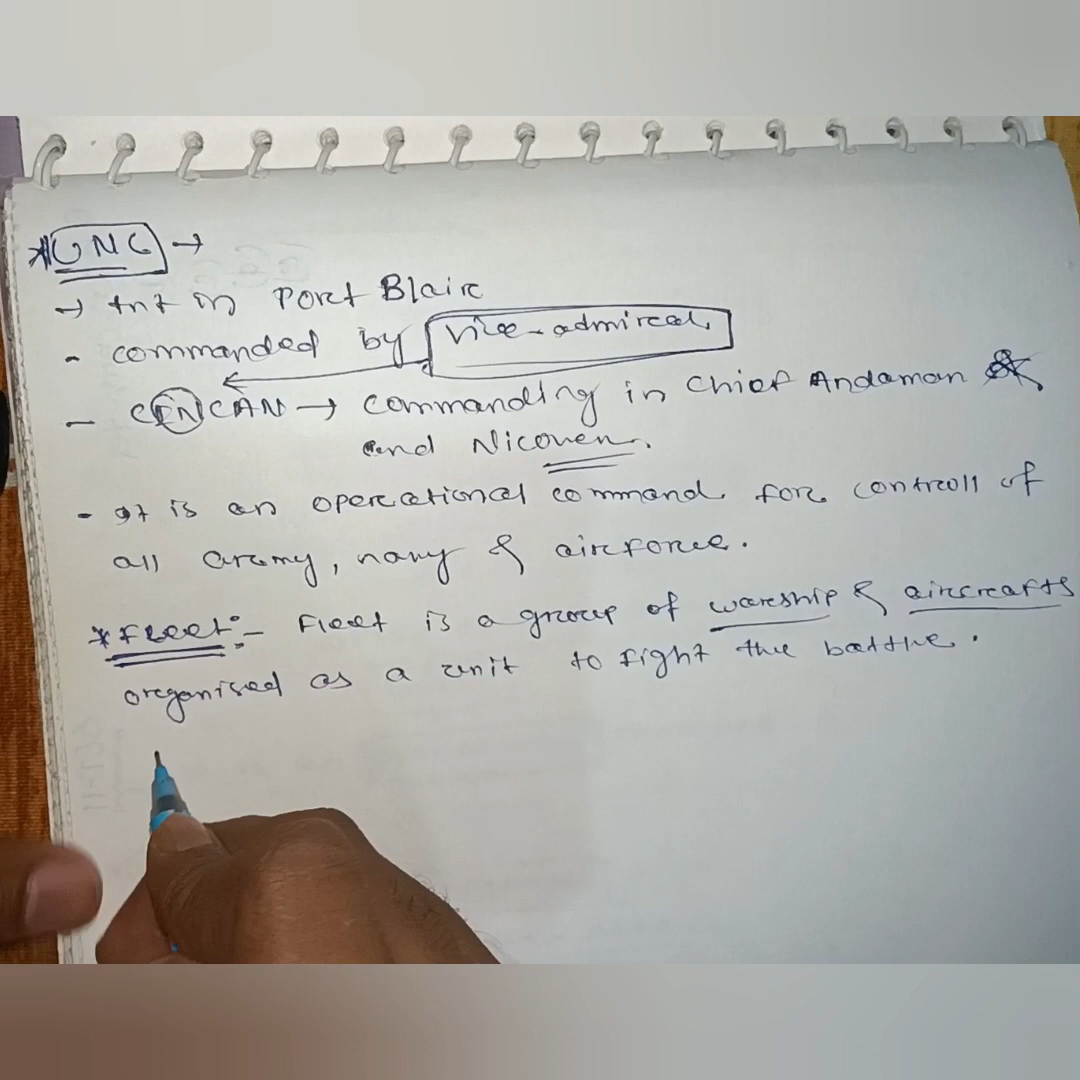 * UNC →
→ tnt in Port Blair
- commanded by Vice-admiral.
- CINCAN → commanding in chief Andaman
and Nicoven.
- It is an operational command for controll of
all army, navy & airforce.
* Fleet :- Fleet is a group of warship & aircrafts
organised as a unit to fight the battle.